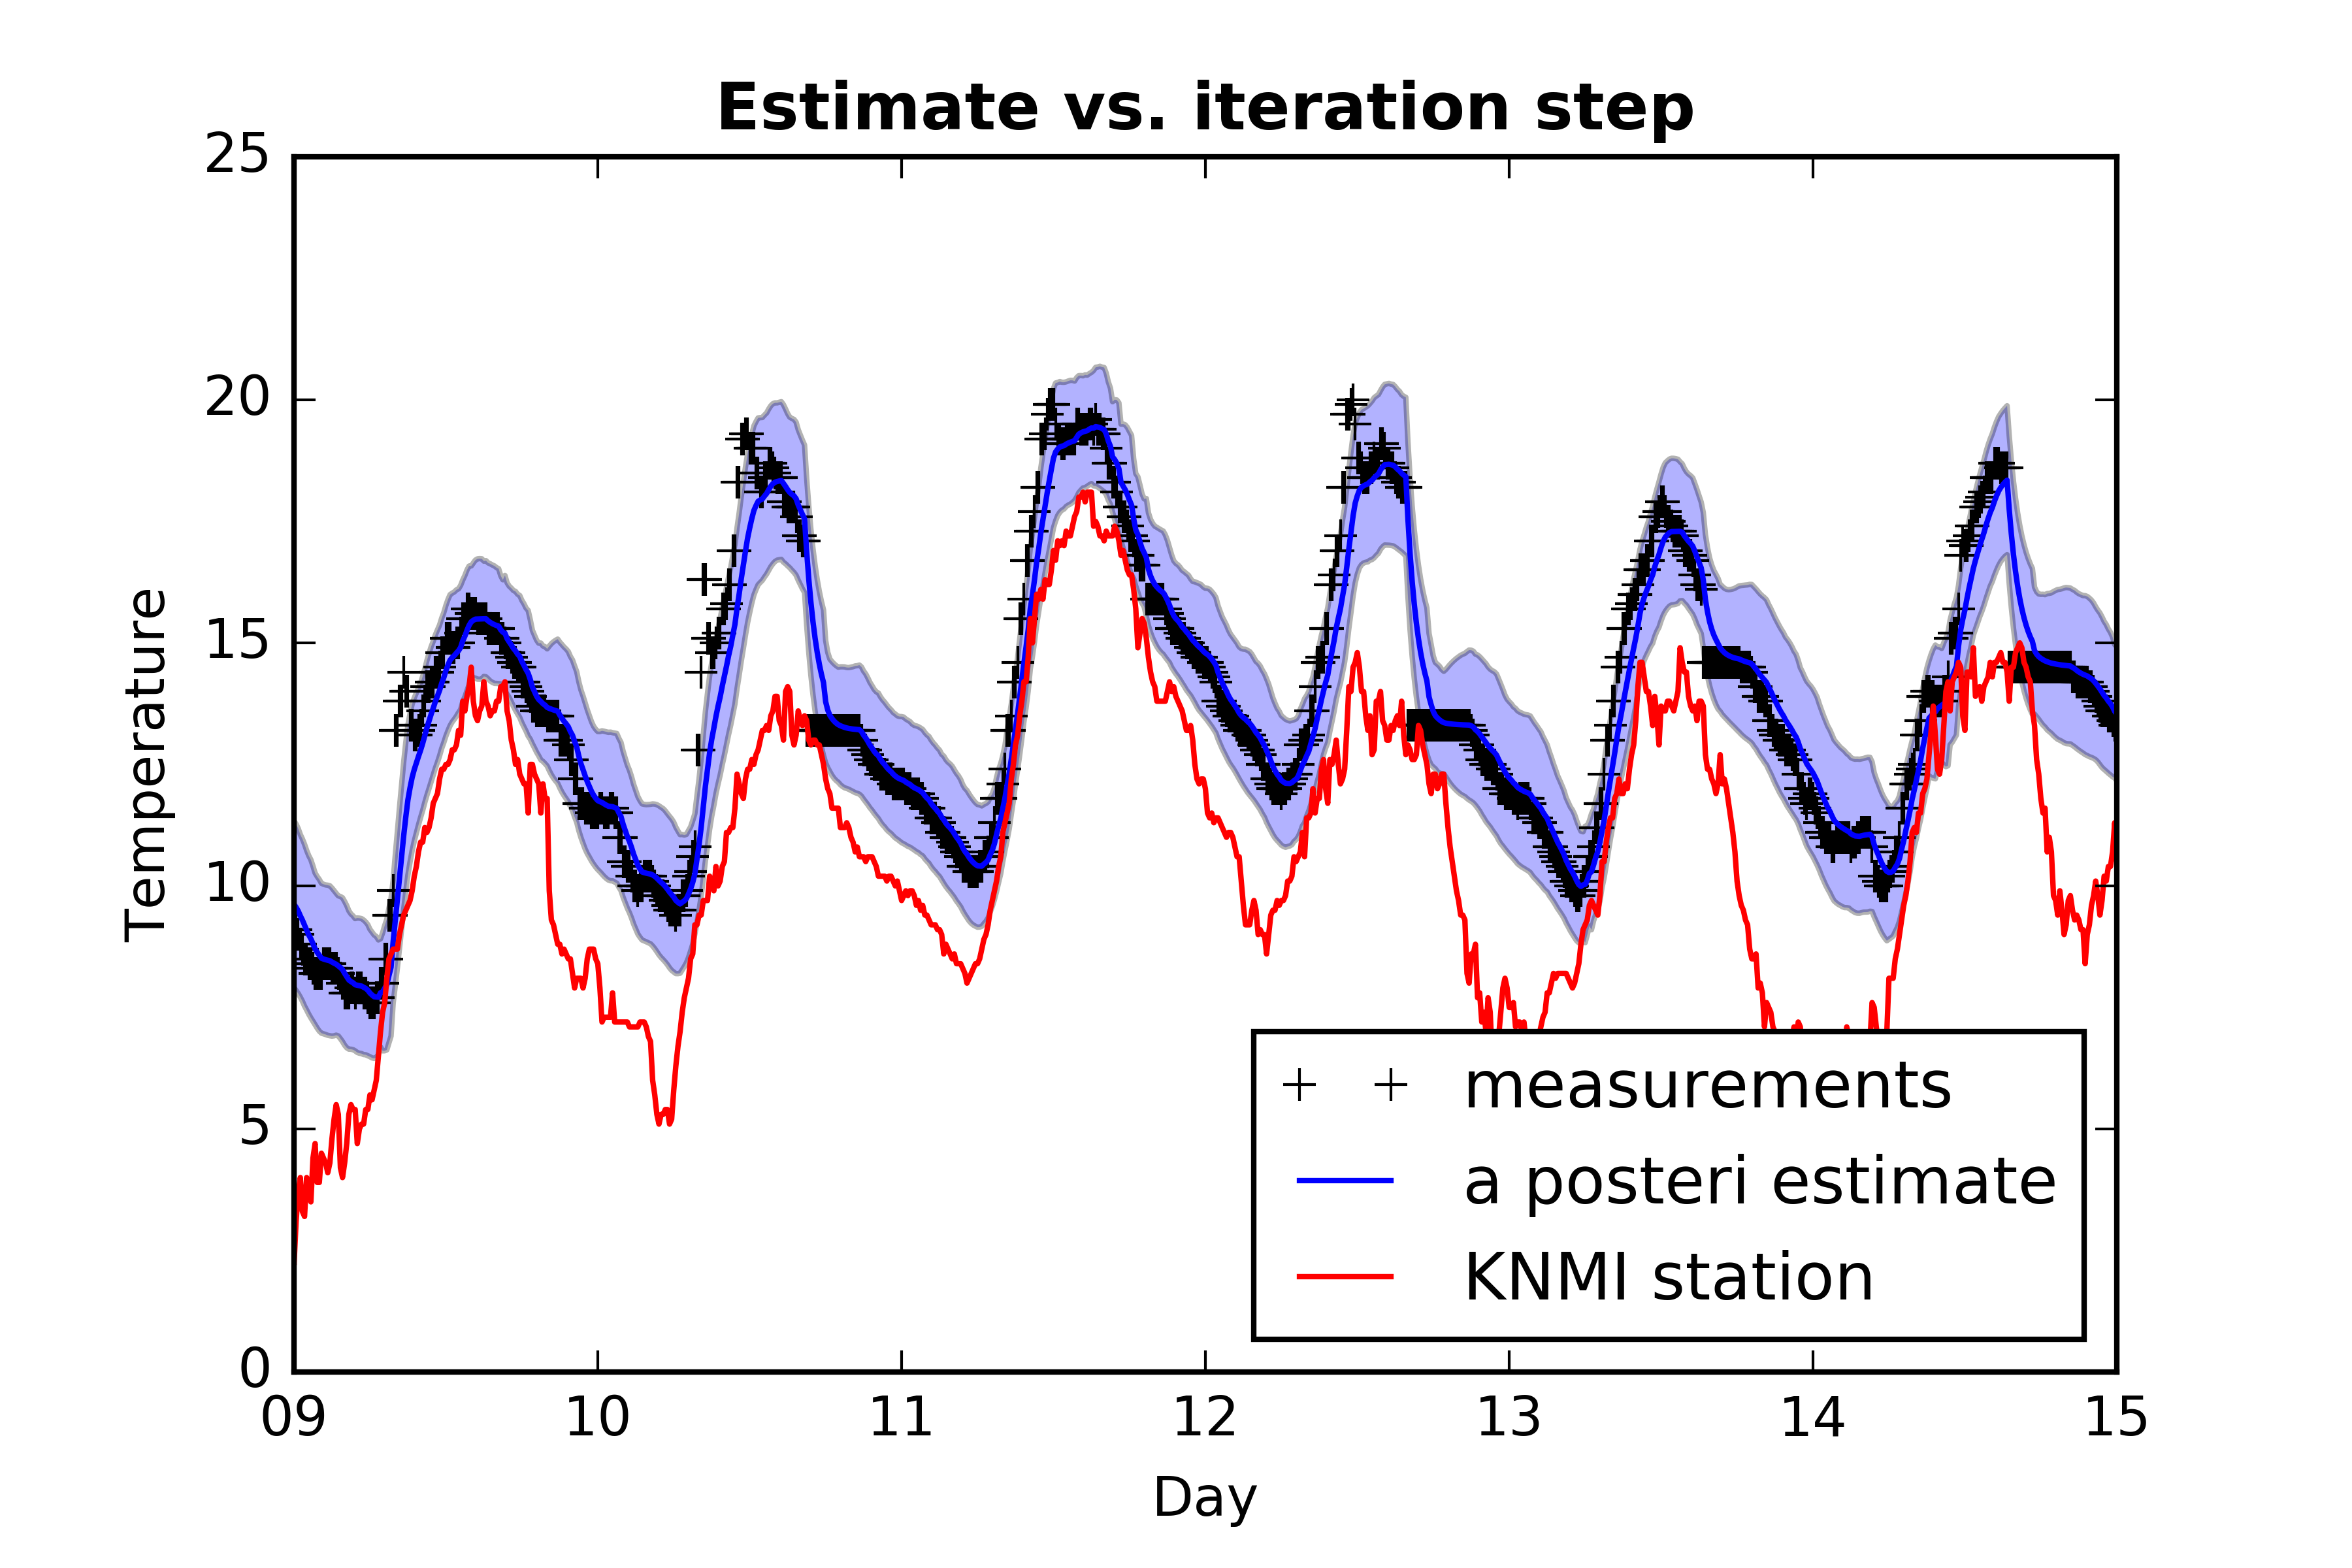 Estimate vs. iteration step
25
20
15
10
5
0
Temperature
09 10 11 12 13 14 15
Day
measurements
a posteri estimate
KNMI station